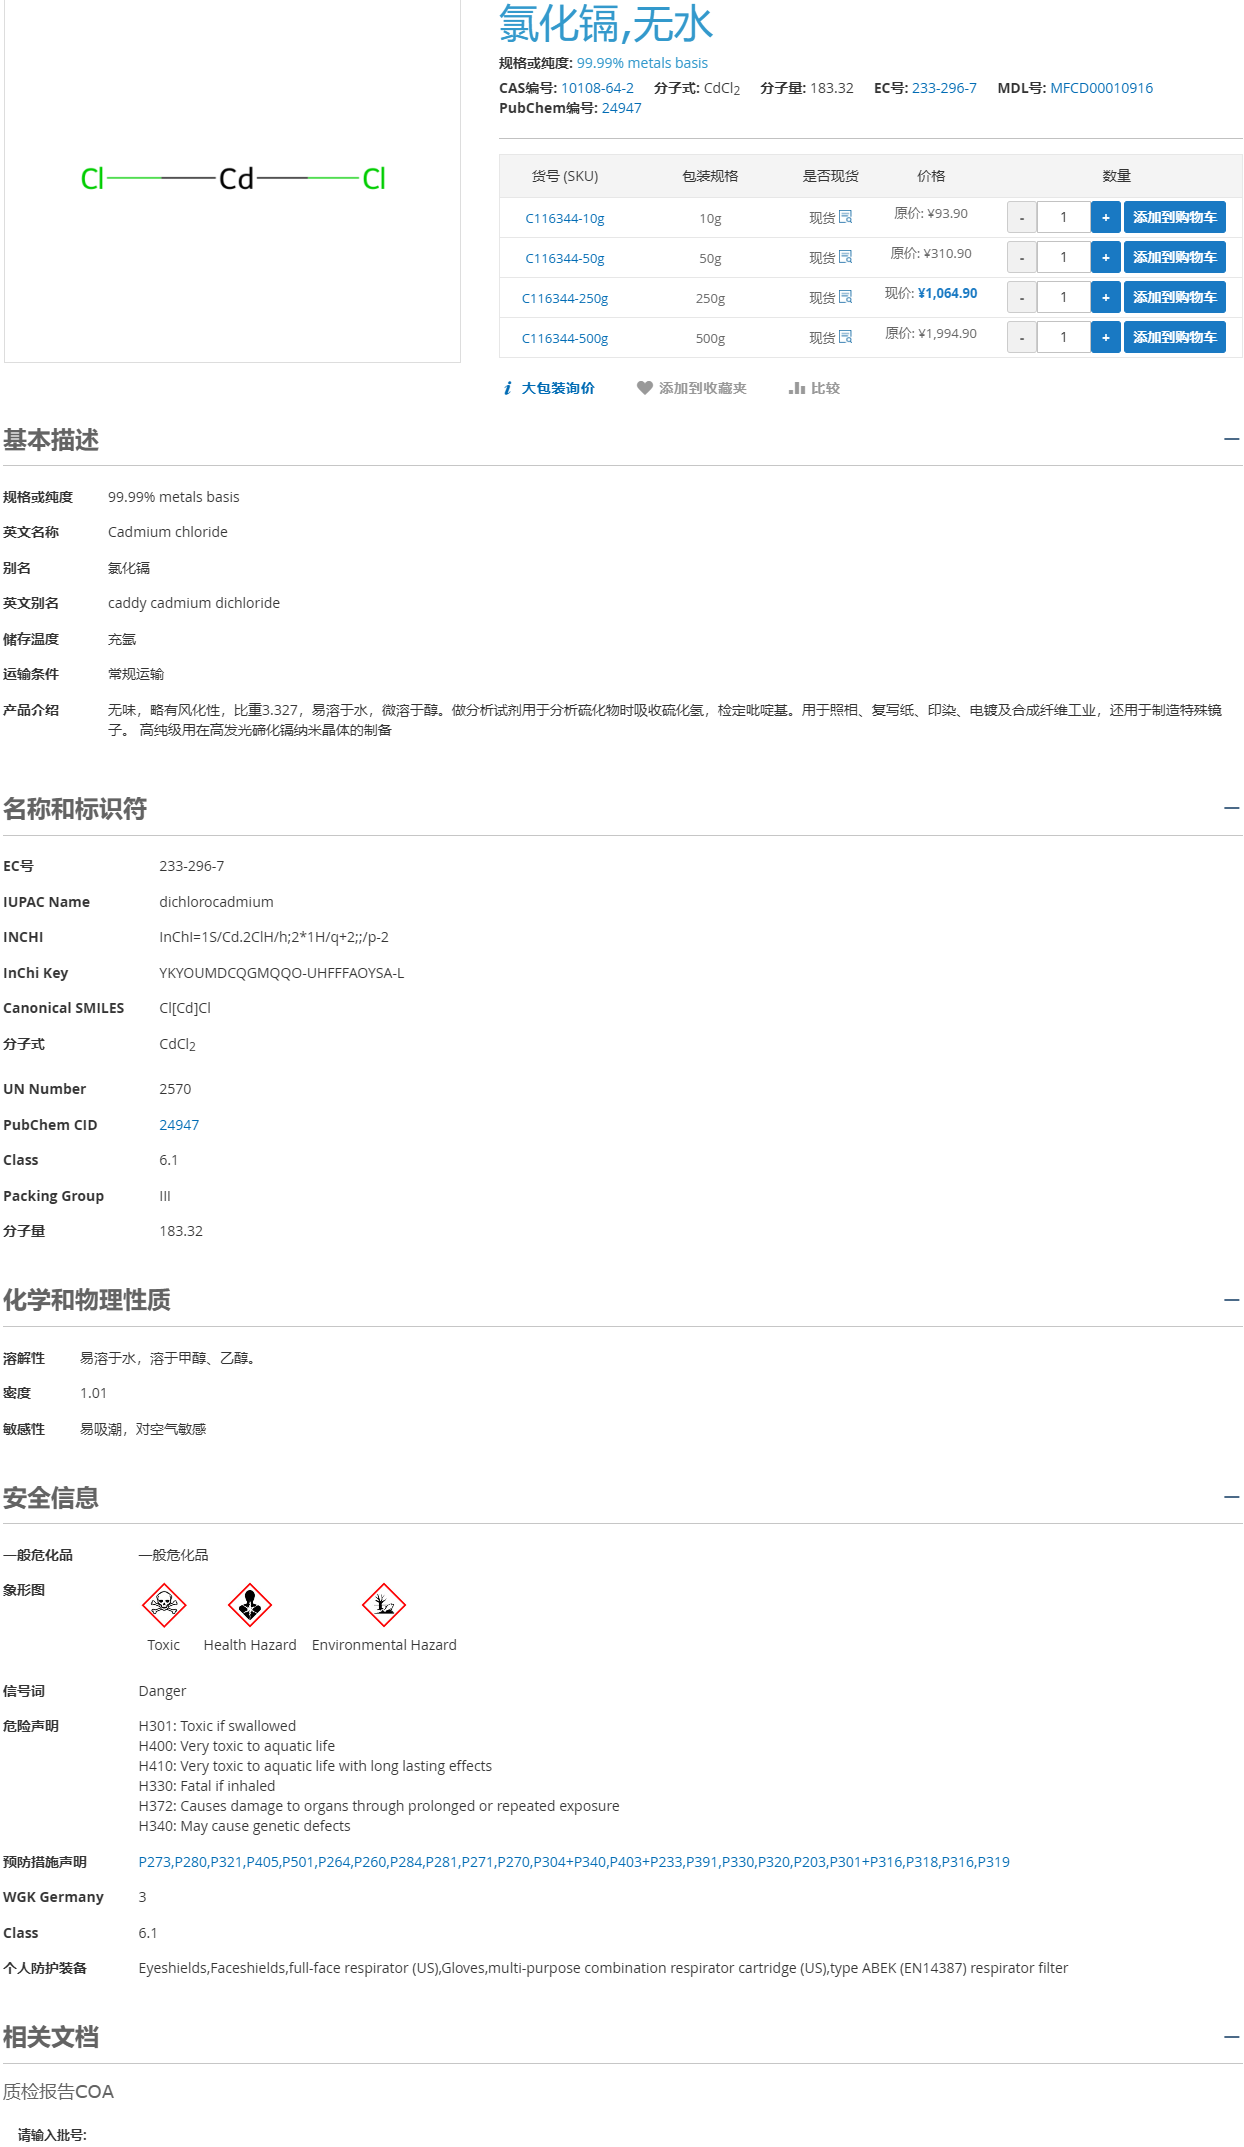 Cl Cd Cl
氯化镉,无水
规格或纯度: 99.99% metals basis
CAS编号: 10108-64-2 分子式: CdCl2 分子量: 183.32 EC号: 233-296-7 MDL号: MFCD00010916
PubChem编号: 24947
货号 (SKU) 包装规格 是否现货 价格 数量
C116344-10g 10g 现货 原价: ¥93.90 - 1 + 添加到购物车
C116344-50g 50g 现货 原价: ¥310.90 - 1 + 添加到购物车
C116344-250g 250g 现货 现价: ¥1,064.90 - 1 + 添加到购物车
C116344-500g 500g 现货 原价: ¥1,994.90 - 1 + 添加到购物车
i 大包装询价 添加到收藏夹 比较
基本描述
规格或纯度 99.99% metals basis
英文名称 Cadmium chloride
别名 氯化镉
英文别名 caddy cadmium dichloride
储存温度 充氩
运输条件 常规运输
产品介绍 无味，略有风化性，比重3.327，易溶于水，微溶于醇。做分析试剂用于分析硫化物时吸收硫化氢，检定吡啶基。用于照相、复写纸、印染、电镀及合成纤维工业，还用于制造特殊镜
子。 高纯级用在高发光碲化镉纳米晶体的制备
名称和标识符
EC号 233-296-7
IUPAC Name dichlorocadmium
INCHI InChI=1S/Cd.2ClH/h;2*1H/q+2;;/p-2
InChi Key YKYOUMDCQGMQQO-UHFFFAOYSA-L
Canonical SMILES Cl[Cd]Cl
分子式 CdCl2
UN Number 2570
PubChem CID 24947
Class 6.1
Packing Group III
分子量 183.32
化学和物理性质
溶解性 易溶于水，溶于甲醇、乙醇。
密度 1.01
敏感性 易吸潮，对空气敏感
安全信息
一般危化品 一般危化品
象形图
Toxic Health Hazard Environmental Hazard
信号词 Danger
危险声明 H301: Toxic if swallowed
H400: Very toxic to aquatic life
H410: Very toxic to aquatic life with long lasting effects
H330: Fatal if inhaled
H372: Causes damage to organs through prolonged or repeated exposure
H340: May cause genetic defects
预防措施声明 P273,P280,P321,P405,P501,P264,P260,P284,P281,P271,P270,P304+P340,P403+P233,P391,P330,P320,P203,P301+P316,P318,P316,P319
WGK Germany 3
Class 6.1
个人防护装备 Eyeshields,Faceshields,full-face respirator (US),Gloves,multi-purpose combination respirator cartridge (US),type ABEK (EN14387) respirator filter
相关文档
质检报告COA
请输入批号: